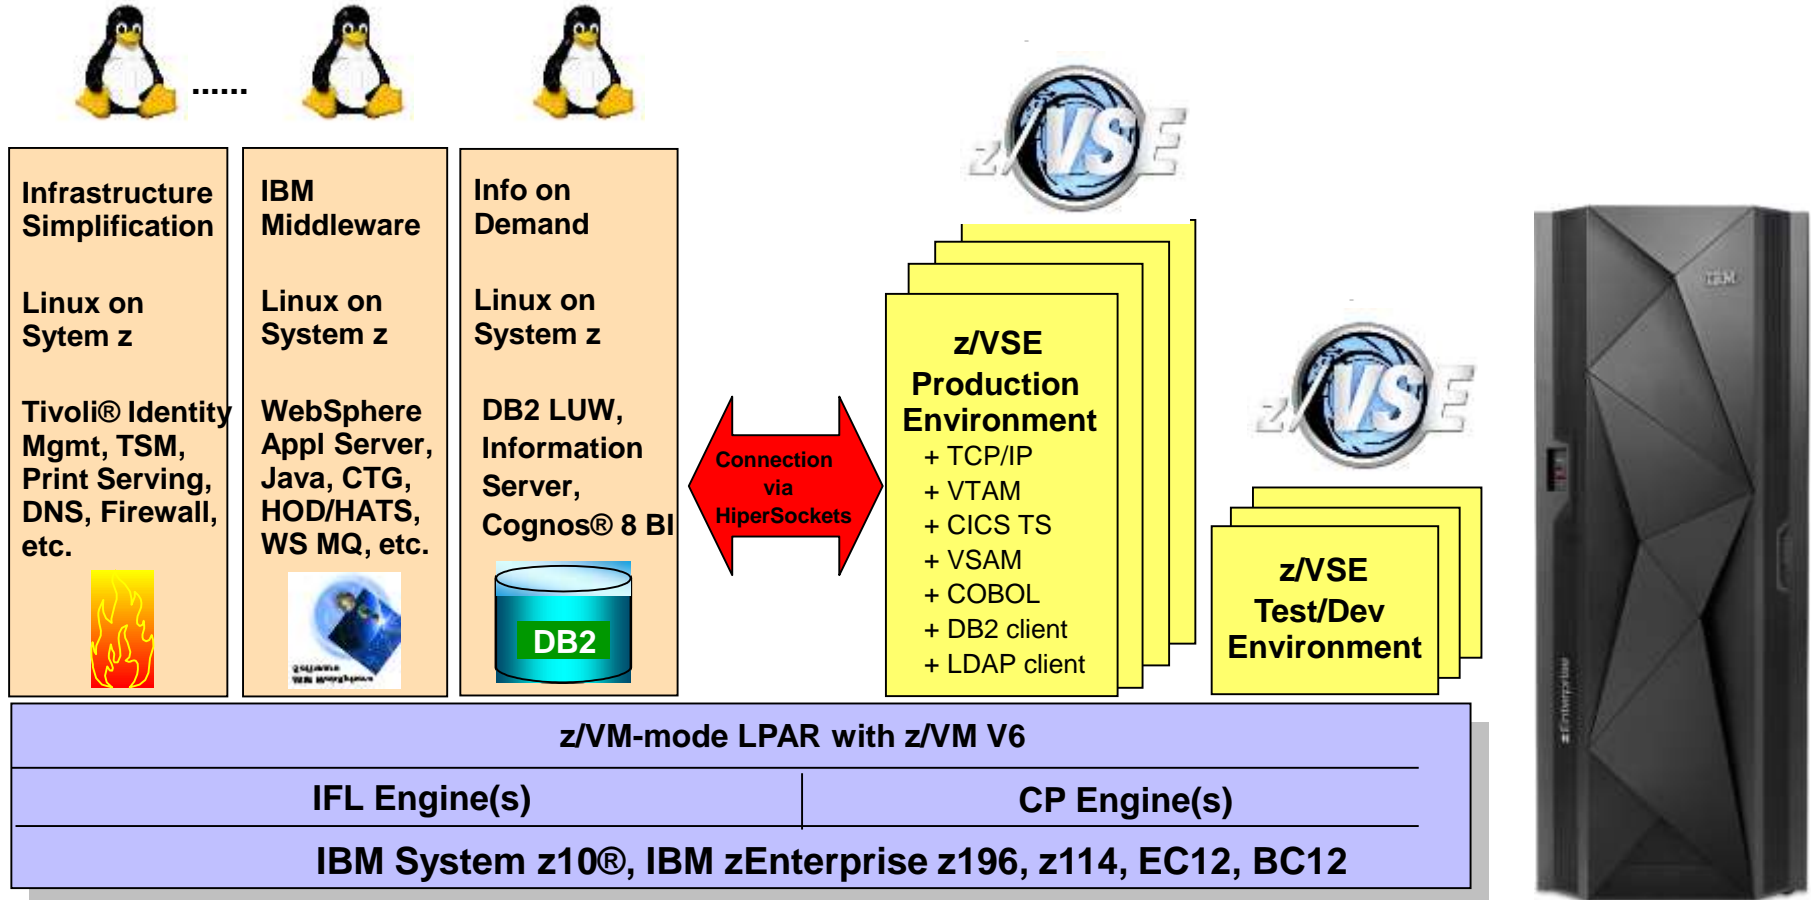 ......
Infrastructure
Simplification
Linux on
Sytem z
Tivoli® Identity
Mgmt, TSM,
Print Serving,
DNS, Firewall,
etc.
IBM
Middleware
Linux on
System z
WebSphere
Appl Server,
Java, CTG,
HOD/HATS,
WS MQ, etc.
Software
IBM WebSphere
Info on
Demand
Linux on
System z
DB2 LUW,
Information
Server,
Cognos® 8 BI
DB2
Connection
via
HiperSockets
z/VSE
z/VSE
Production
Environment
+ TCP/IP
+ VTAM
+ CICS TS
+ VSAM
+ COBOL
+ DB2 client
+ LDAP client
z/VSE
z/VSE
Test/Dev
Environment
IBM
zEnterprise
z/VM-mode LPAR with z/VM V6
IFL Engine(s)
CP Engine(s)
IBM System z10®, IBM zEnterprise z196, z114, EC12, BC12